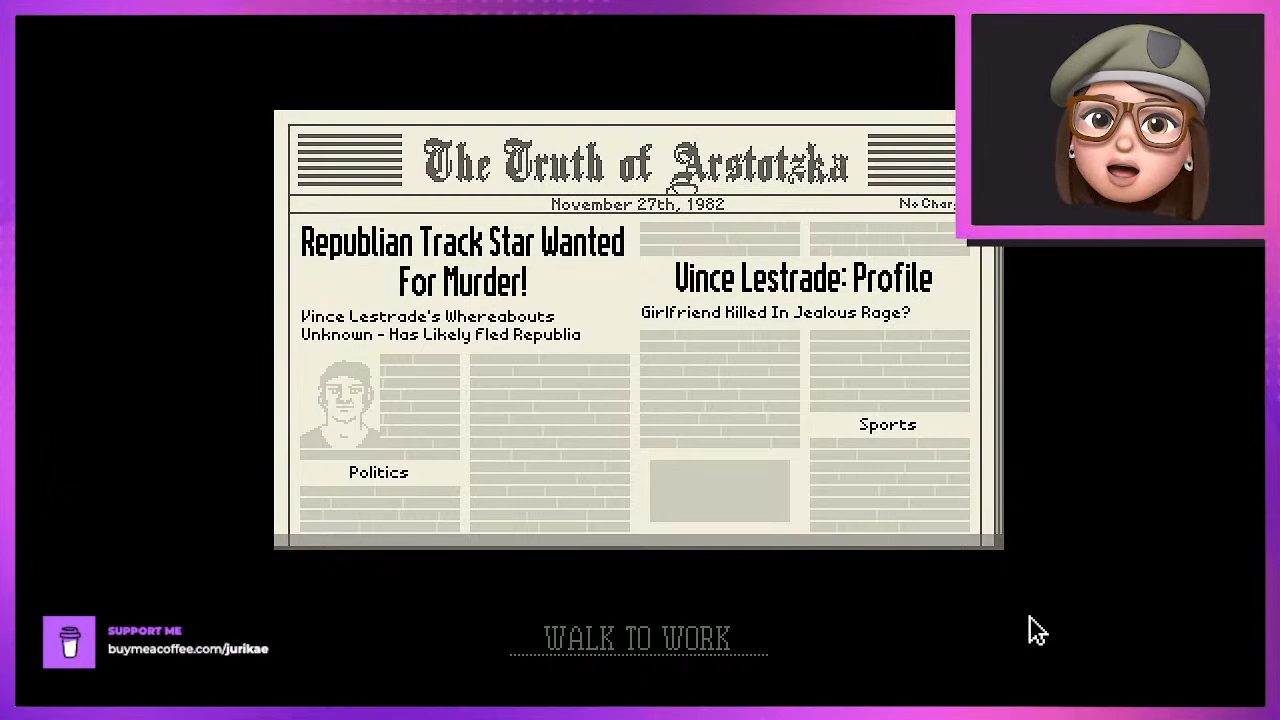 The Truth of Arstotzka
November 27th, 1982
Republian Track Star Wanted
For Murder!
Vince Lestrade's Whereabouts
Unknown - Has Likely Fled Republia
Politics
Vince Lestrade: Profile
Girlfriend Killed In Jealous Rage?
Sports
WALK TO WORK
SUPPORT ME
buymeacoffee.com/jurikae